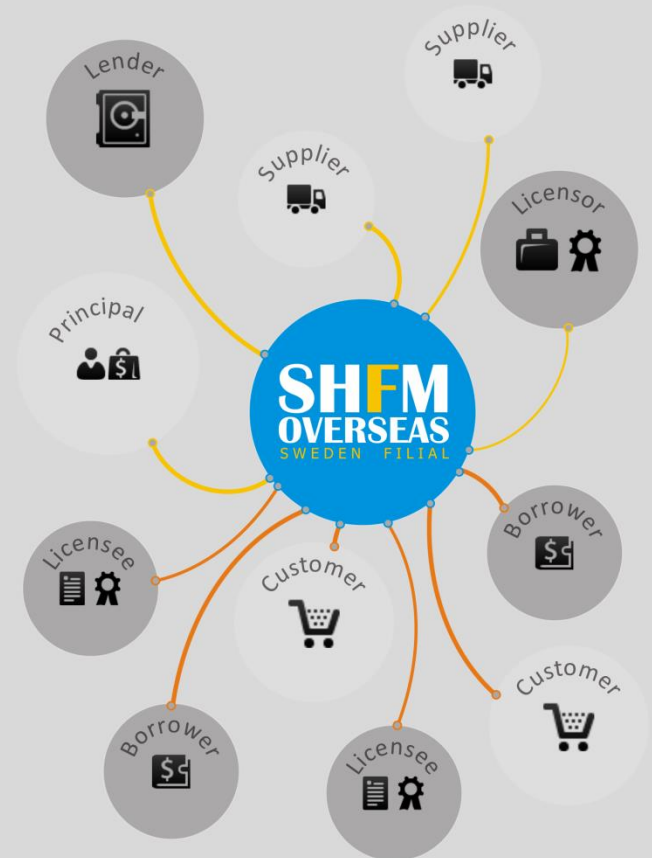 Supplier
Lender
Supplier
Licensor
Principal
SHFM
OVERSEAS
SWEDEN FILIAL
Borrower
Licensee
Customer
Customer
Borrower
Licensee